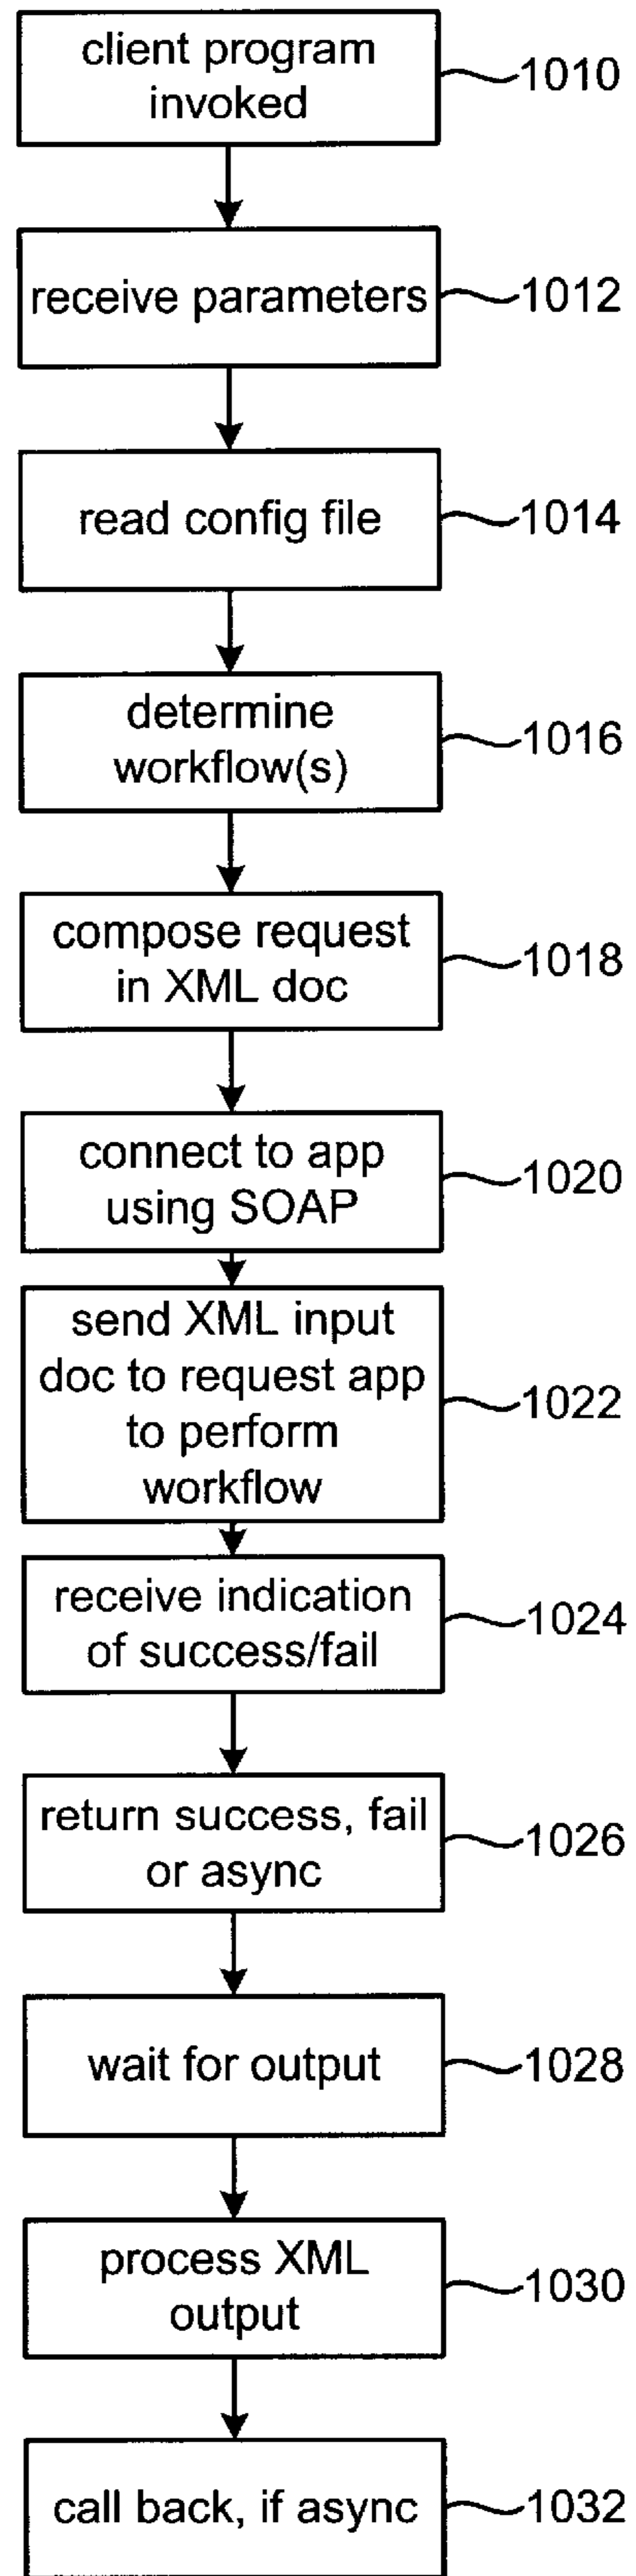 client program
invoked
1010
receive parameters
1012
read config file
1014
determine
workflow(s)
1016
compose request
in XML doc
1018
connect to app
using SOAP
1020
send XML input
doc to request app
to perform
workflow
1022
receive indication
of success/fail
1024
return success, fail
or async
1026
wait for output
1028
process XML
output
1030
call back, if async
1032